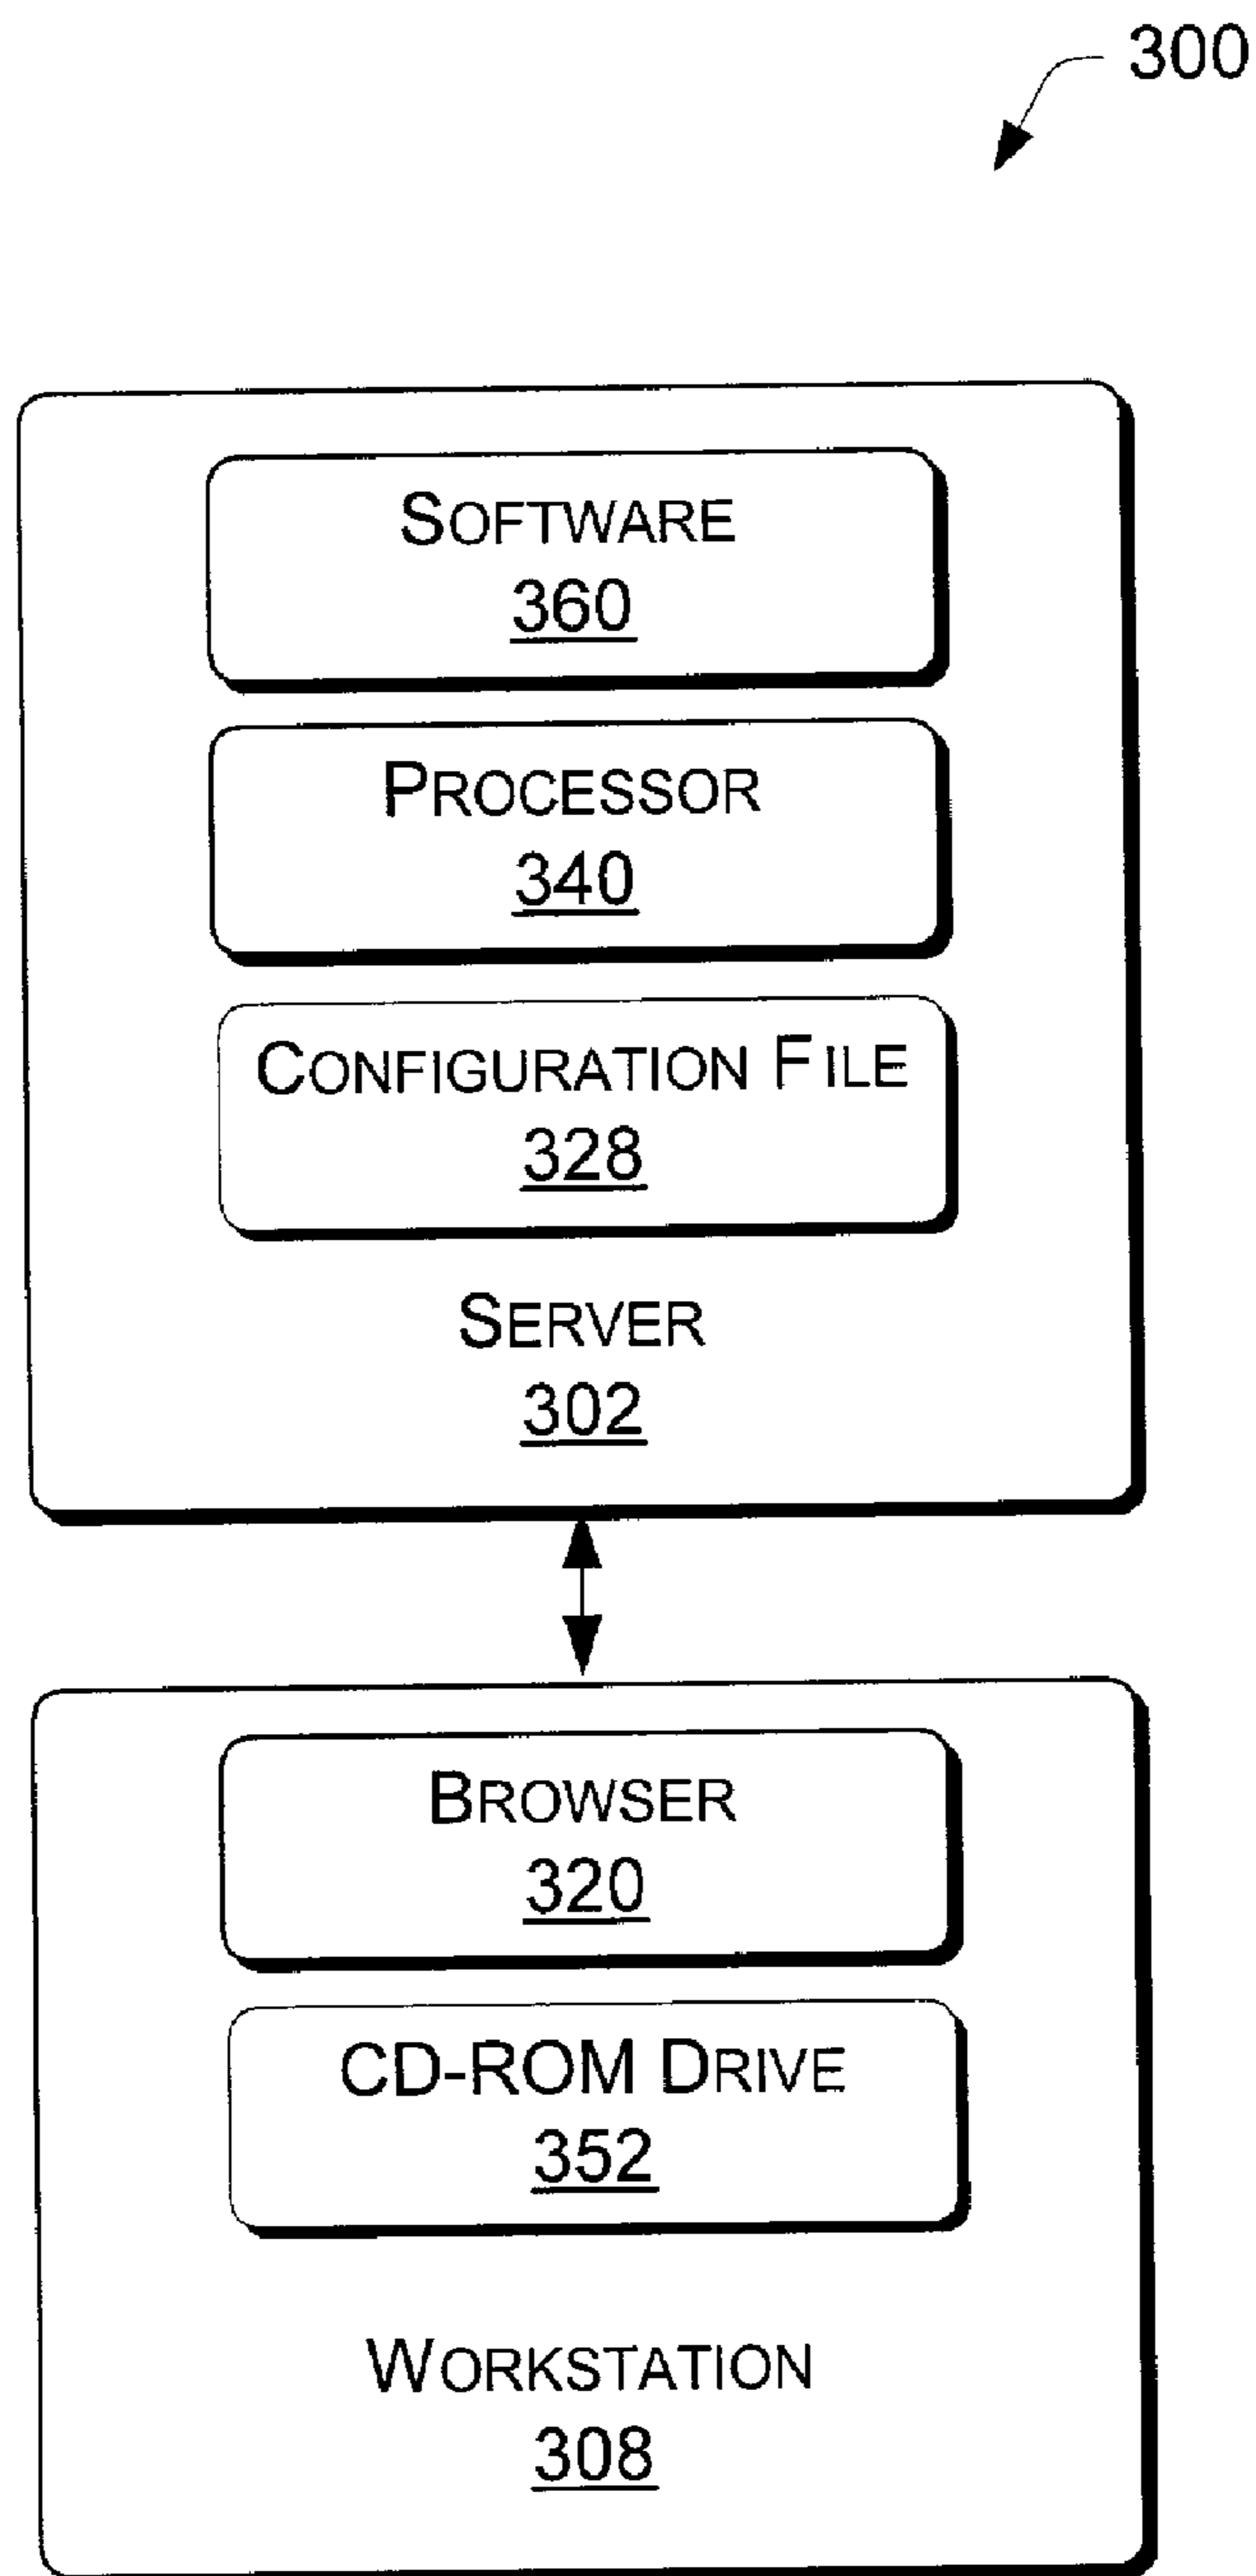 300
SOFTWARE
360
PROCESSOR
340
CONFIGURATION FILE
328
SERVER
302
BROWSER
320
CD-ROM DRIVE
352
WORKSTATION
308